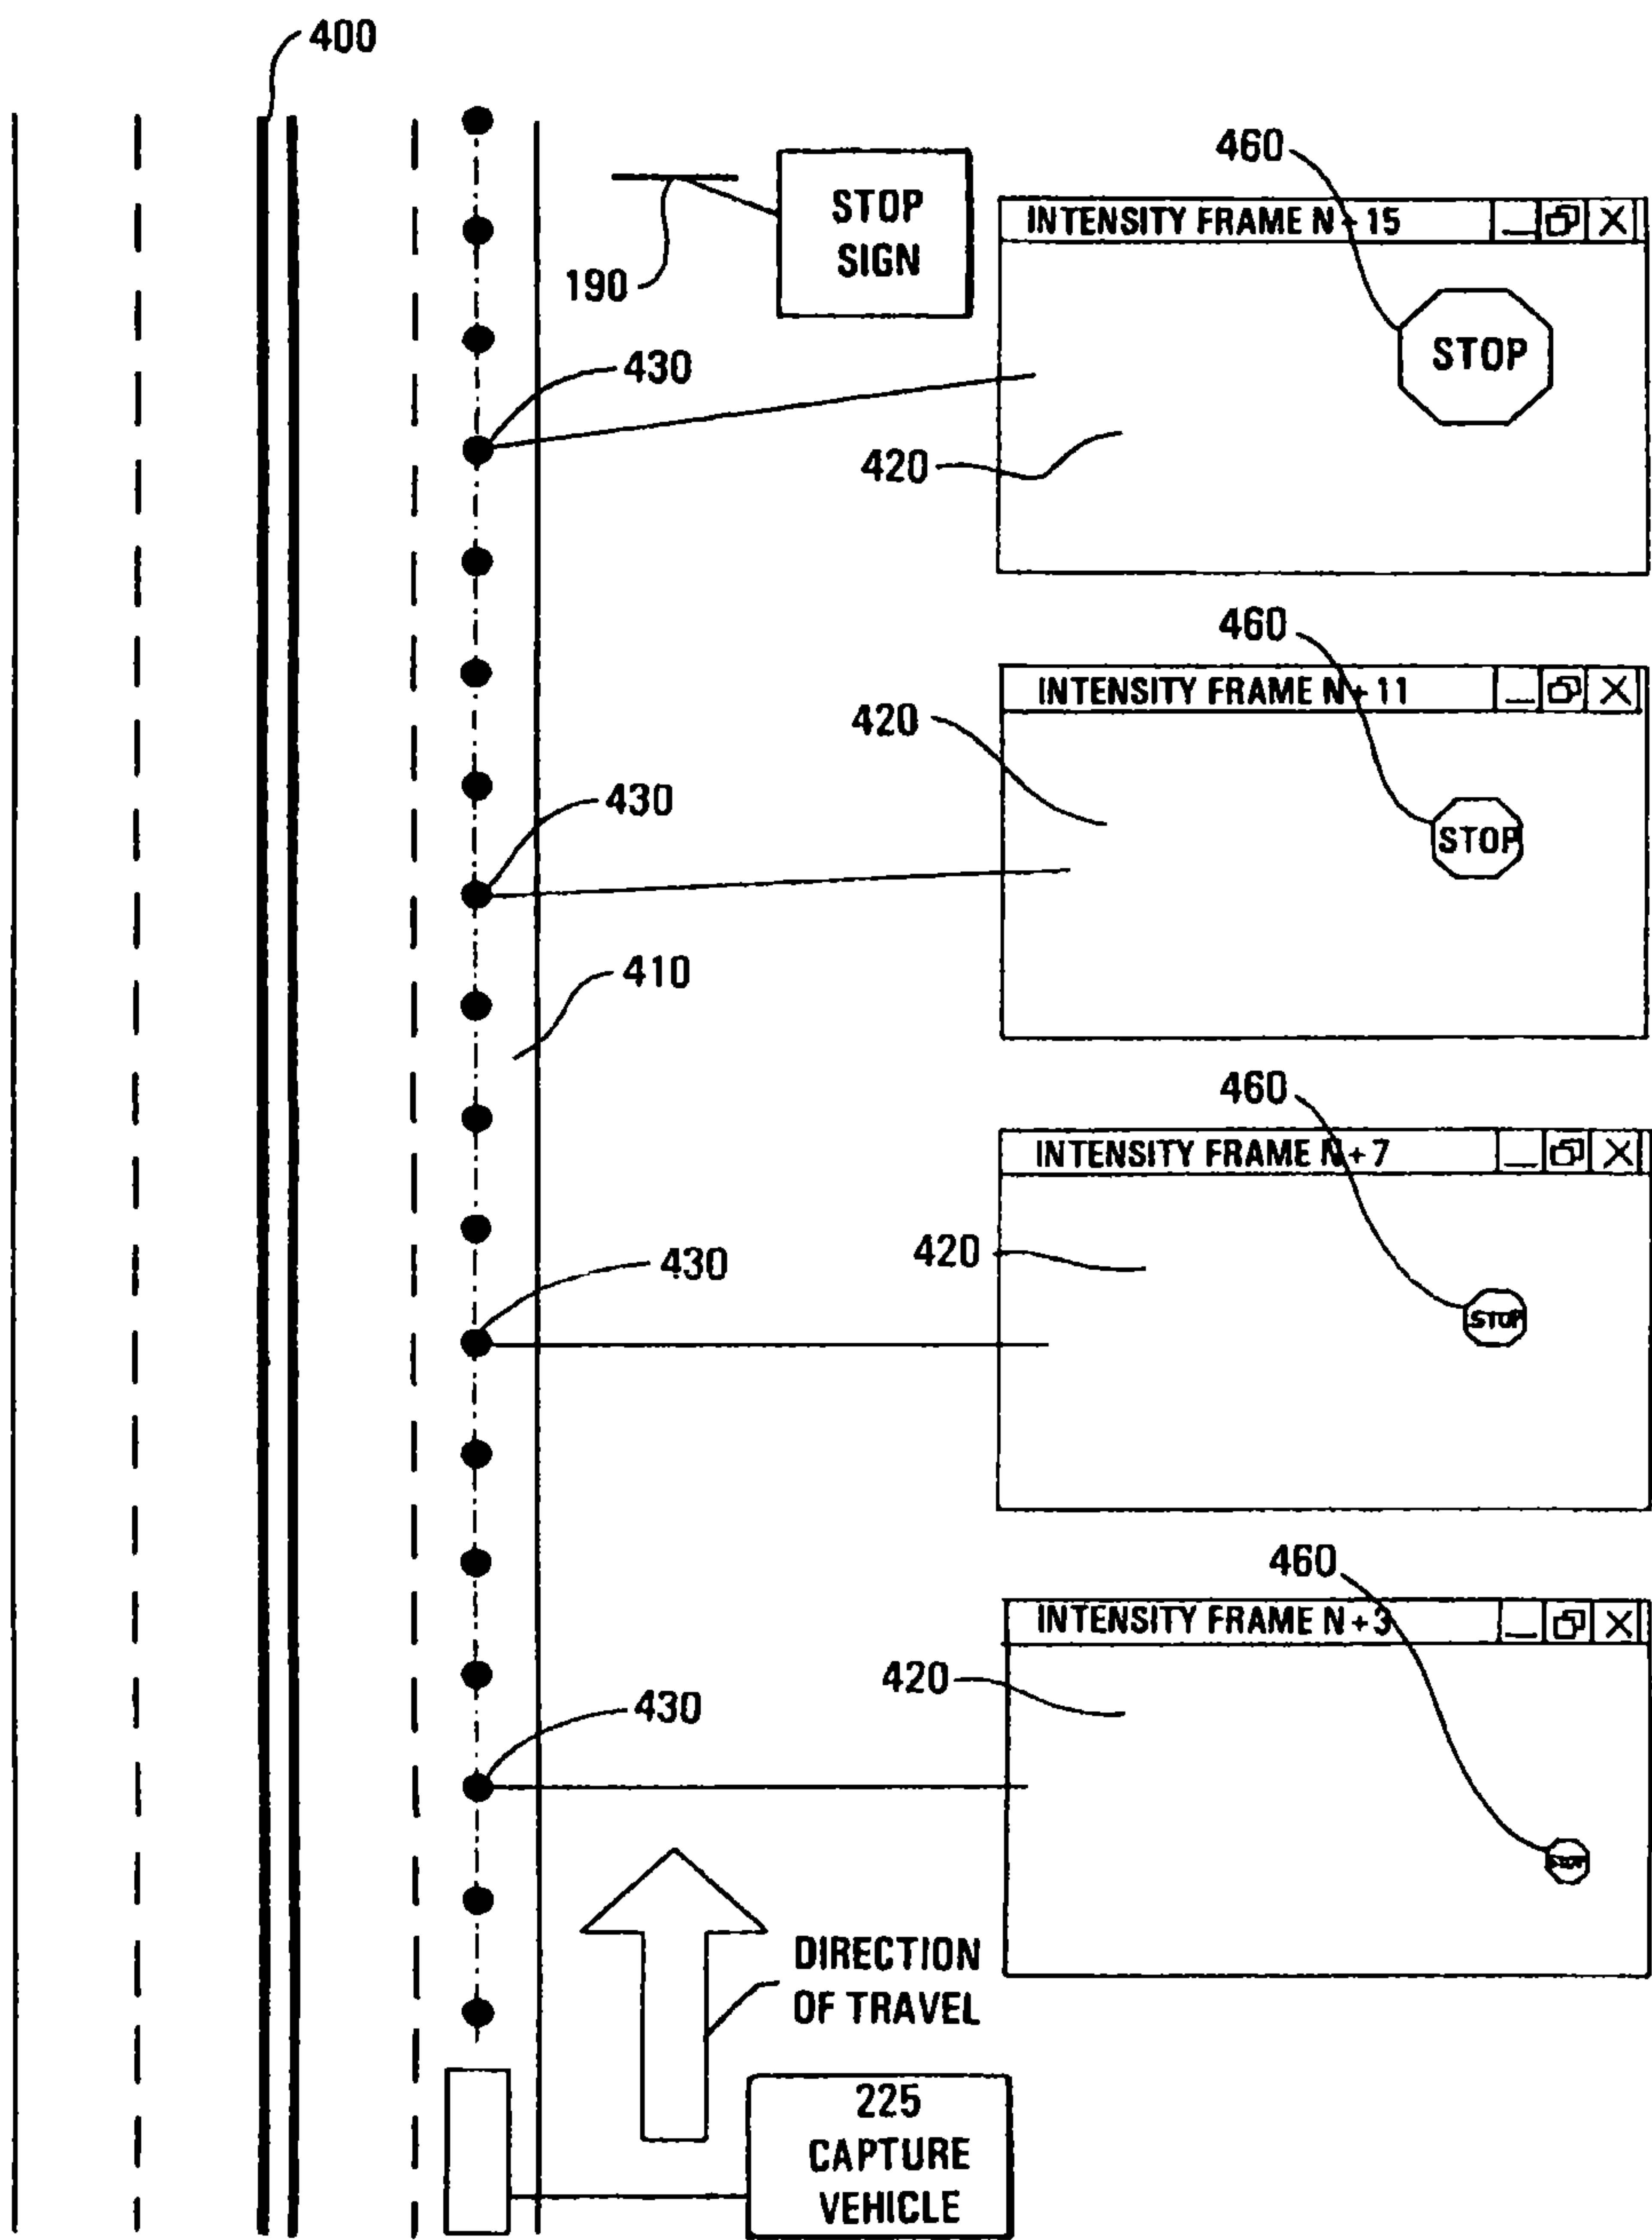 400
460
STOP
SIGN
INTENSITY FRAME N + 15
190
STOP
430
420
460
INTENSITY FRAME N + 11
420
430
STOP
410
460
INTENSITY FRAME N + 7
420
430
STOP
460
INTENSITY FRAME N + 3
420
430
STOP
DIRECTION
OF TRAVEL
225
CAPTURE
VEHICLE